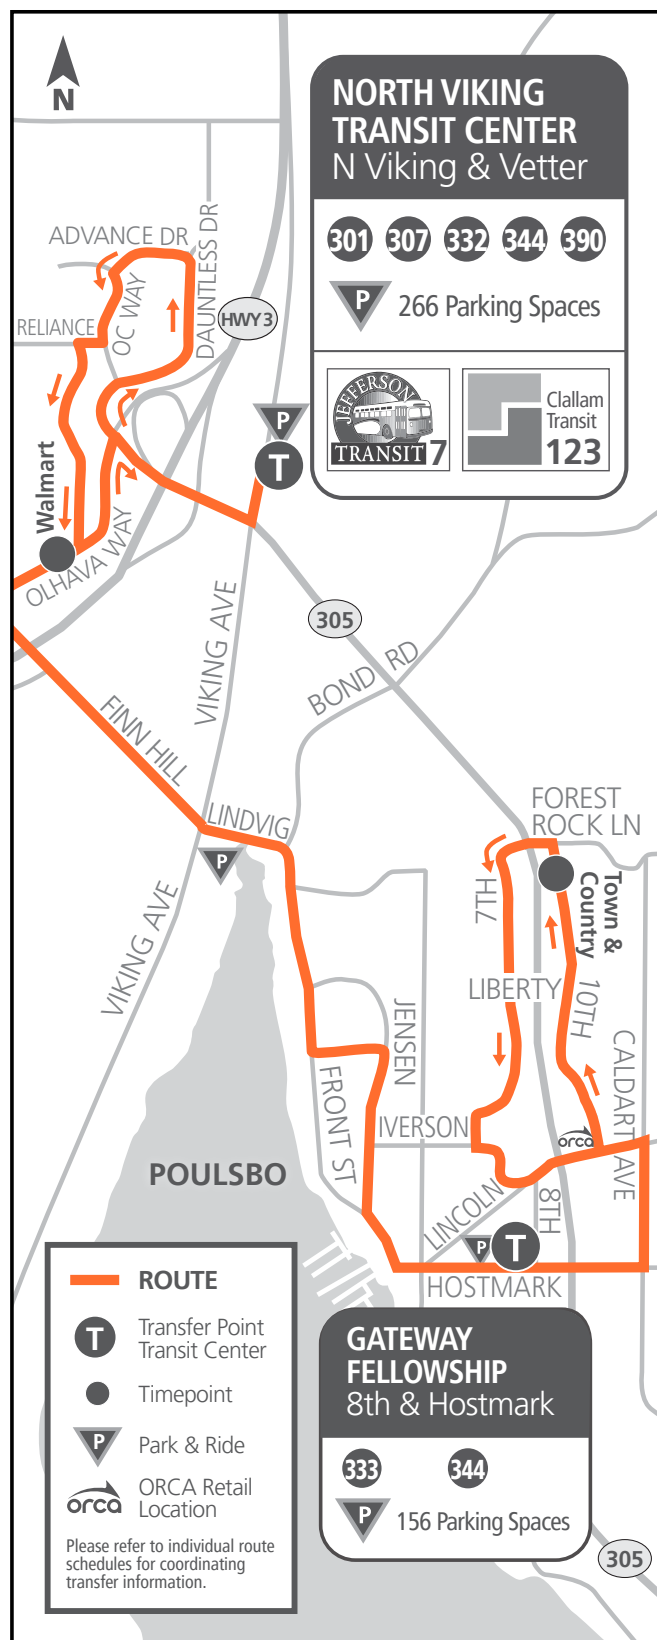 N
NORTH VIKING
TRANSIT CENTER
N Viking & Vetter
301 307 332 344 390
P 266 Parking Spaces
JEFFERSON
TRANSIT 7
Clallam
Transit
123
ADVANCE DR
DAUNTLESS DR
OC WAY
RELIANCE
HWY 3
P
T
Walmart
OLHAVA WAY
VIKING AVE
305
BOND RD
FINN HILL
LINDVIG
P
VIKING AVE
FOREST
ROCK LN
Town &
Country
7TH
LIBERTY
10TH
JENSEN
CALDART AVE
FRONT ST
IVERSON
orca
POULSBO
LINCOLN
8TH
P
T
HOSTMARK
ROUTE
T Transfer Point
Transit Center
Timepoint
P Park & Ride
orca ORCA Retail
Location
Please refer to individual route
schedules for coordinating
transfer information.
GATEWAY
FELLOWSHIP
8th & Hostmark
333 344
P 156 Parking Spaces
305